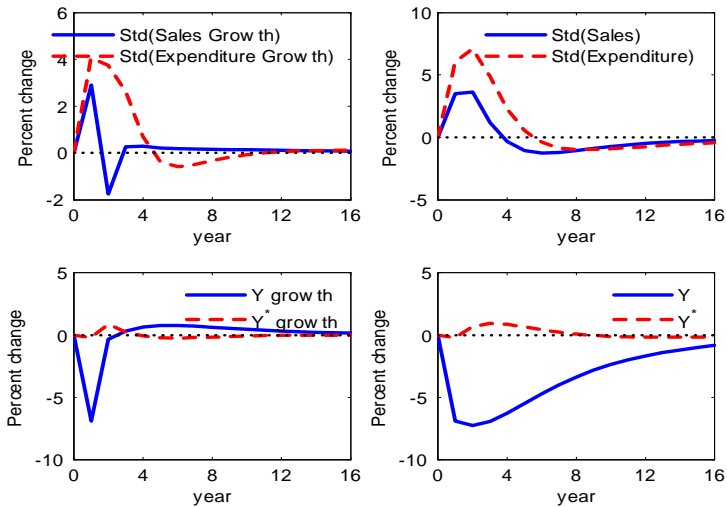 6
4
2
0
-2
Percent change
Std(Sales Grow th)
Std(Expenditure Grow th)
0 4 8 12 16
year
10
5
0
-5
Percent change
Std(Sales)
Std(Expenditure)
0 4 8 12 16
year
5
0
-5
-10
Percent change
Y grow th
Y* grow th
0 4 8 12 16
year
5
0
-5
-10
Percent change
Y
Y*
0 4 8 12 16
year